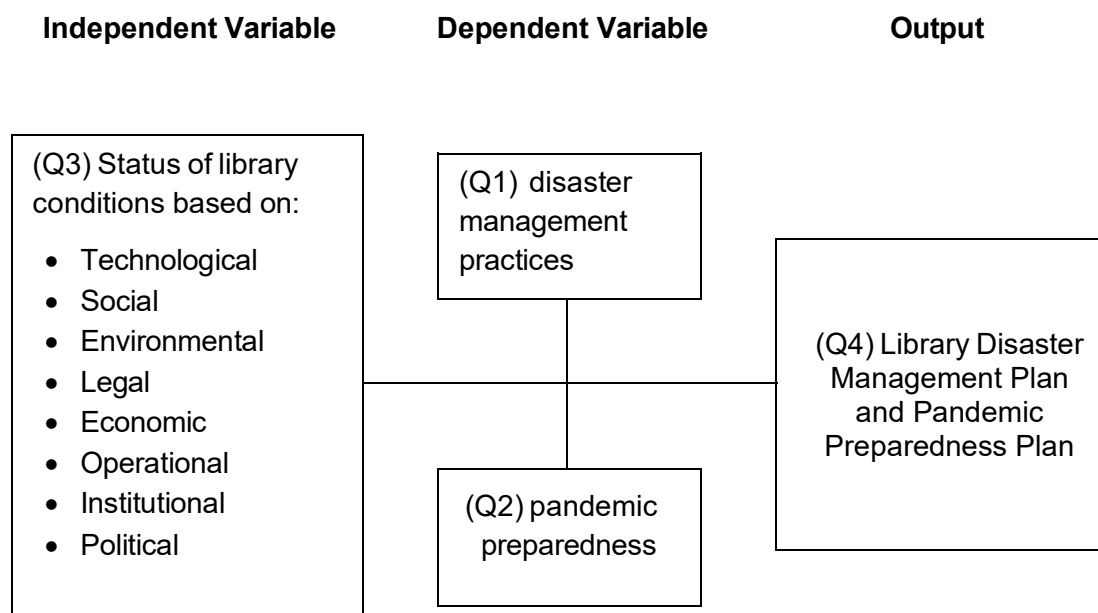 Independent Variable
Dependent Variable
Output
(Q3) Status of library
conditions based on:
• Technological
• Social
• Environmental
• Legal
• Economic
• Operational
• Institutional
• Political
(Q1) disaster
management
practices
(Q2) pandemic
preparedness
(Q4) Library Disaster
Management Plan
and Pandemic
Preparedness Plan